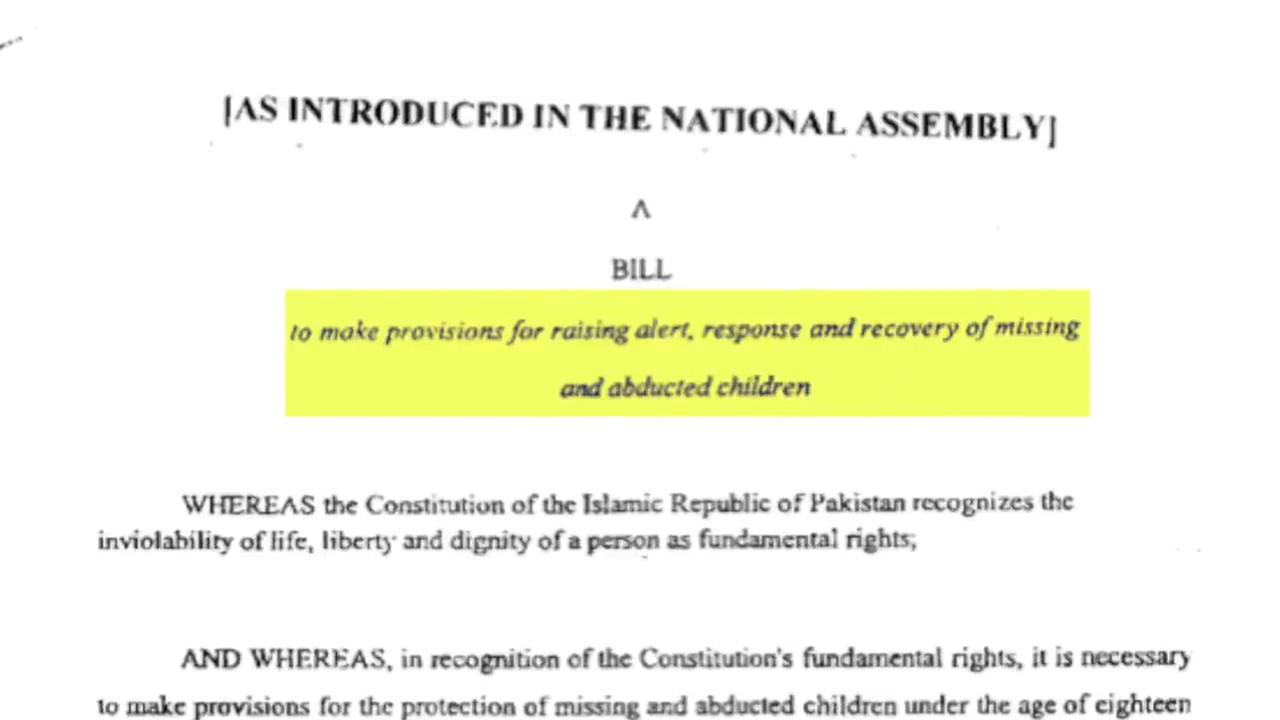 [AS INTRODUCED IN THE NATIONAL ASSEMBLY]
A
BILL
to make provisions for raising alert, response and recovery of missing
and abducted children
WHEREAS the Constitution of the Islamic Republic of Pakistan recognizes the
inviolability of life, liberty and dignity of a person as fundamental rights;
AND WHEREAS, in recognition of the Constitution's fundamental rights, it is necessary
to make provisions for the protection of missing and abducted children under the age of eighteen